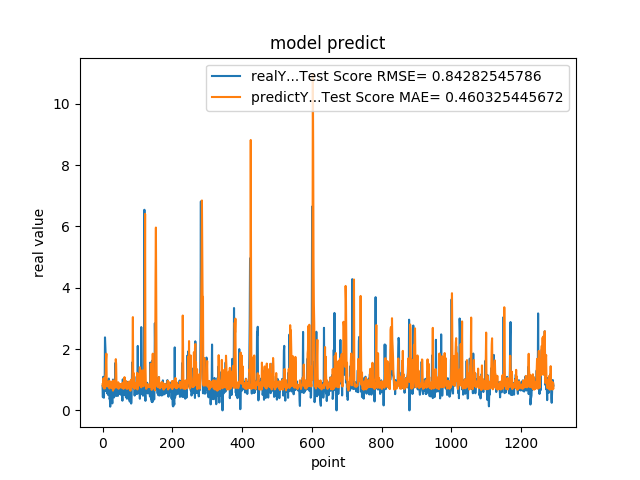 model predict
realY...Test Score RMSE= 0.84282545786
predictY...Test Score MAE= 0.460325445672
10
8
6
4
2
0
real value
0 200 400 600 800 1000 1200
point